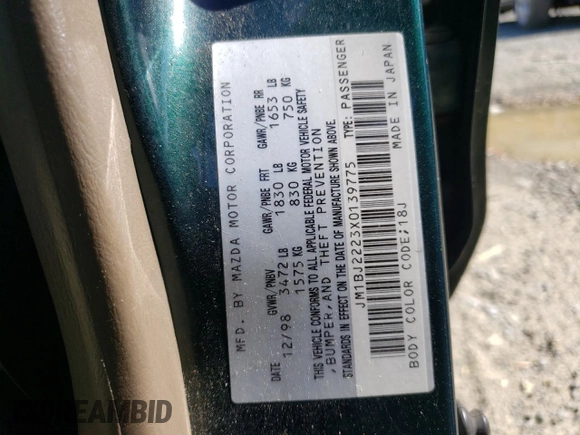 MFD. BY MAZDA MOTOR CORPORATION
GVWR/PNBV GAWR/PNBE FRT GAWR/PNBE RR
DATE 12/98 3472 LB 1830 LB 1653 LB
1575 KG 830 KG 750 KG
THIS VEHICLE CONFORMS TO ALL APPLICABLE FEDERAL MOTOR VEHICLE SAFETY
, BUMPER, AND THEFT PREVENTION
STANDARDS IN EFFECT ON THE DATE OF MANUFACTURE SHOWN ABOVE.
JM1BJ2223X0139775 TYPE: PASSENGER
BODY COLOR CODE;18J MADE IN JAPAN
DREAMBID